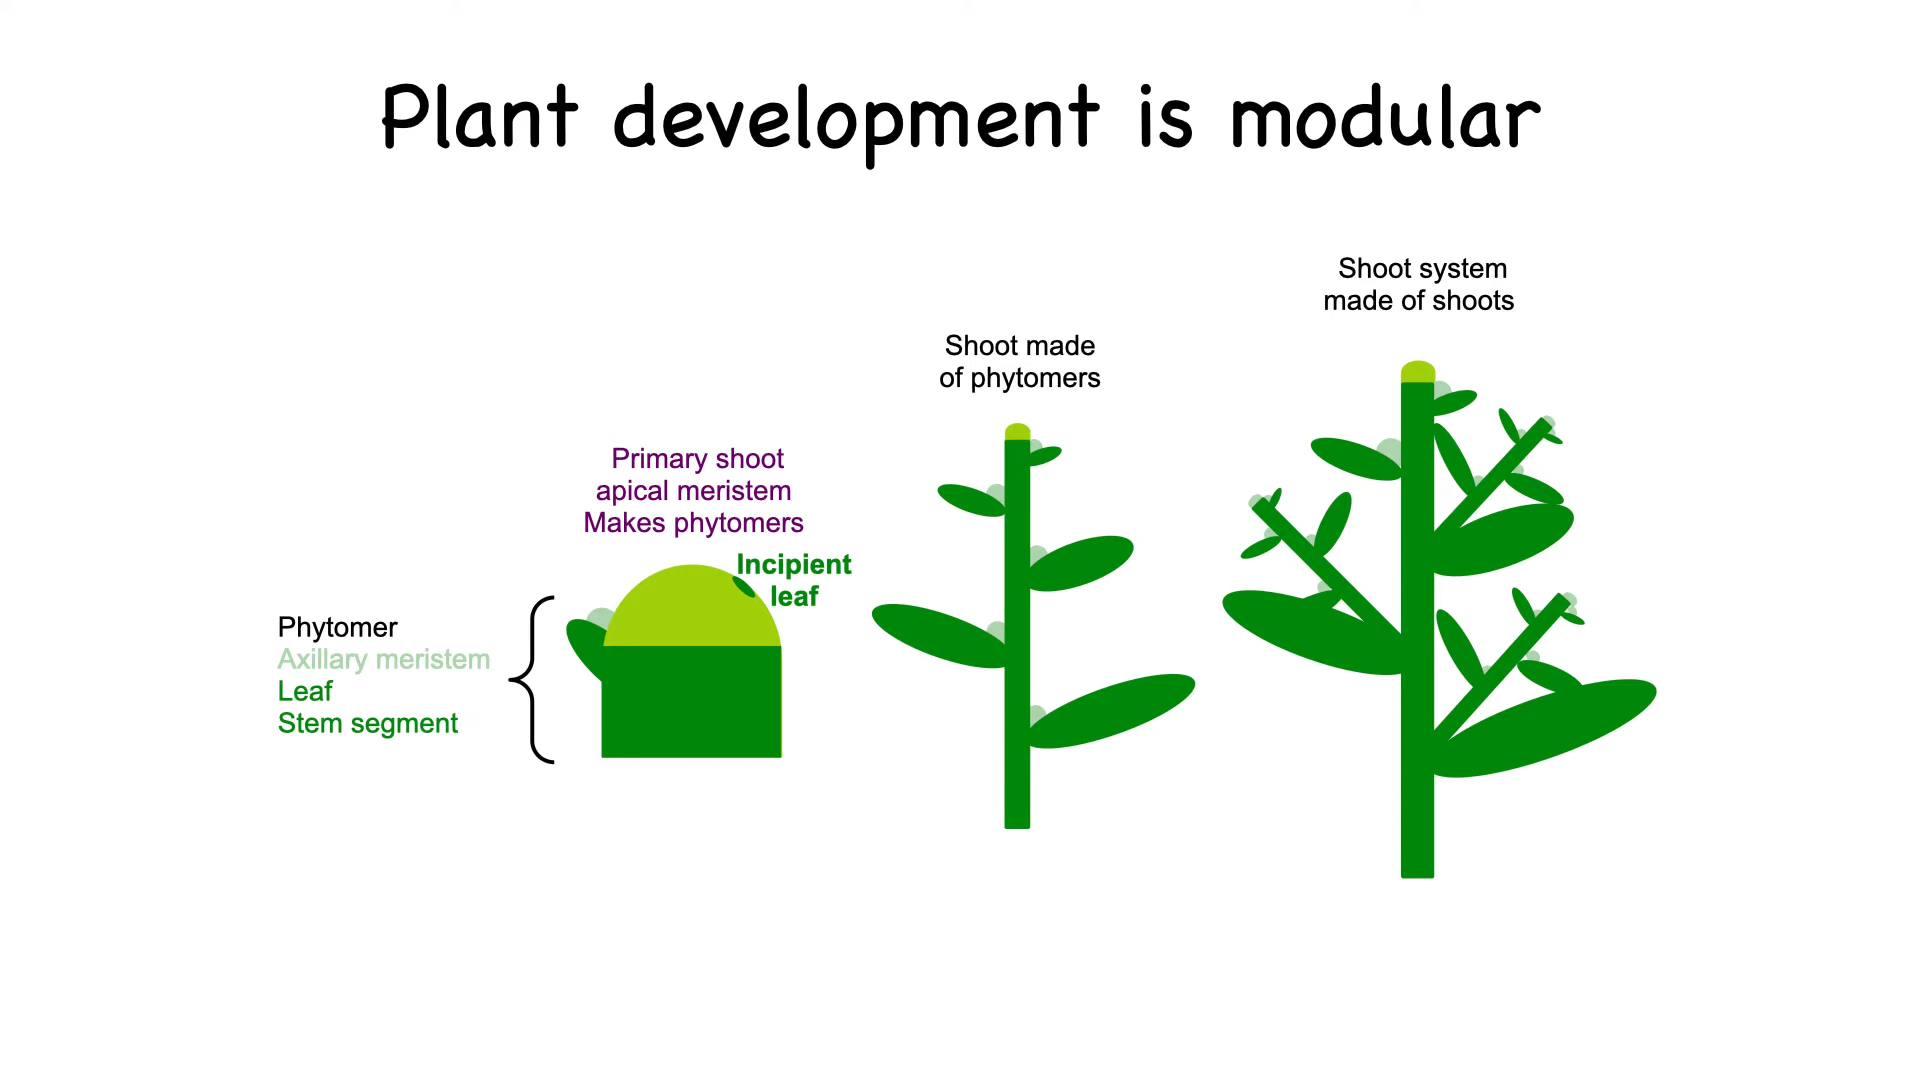 Plant development is modular
Shoot system
made of shoots
Shoot made
of phytomers
Primary shoot
apical meristem
Makes phytomers
Incipient
leaf
Phytomer
Axillary meristem
Leaf
Stem segment